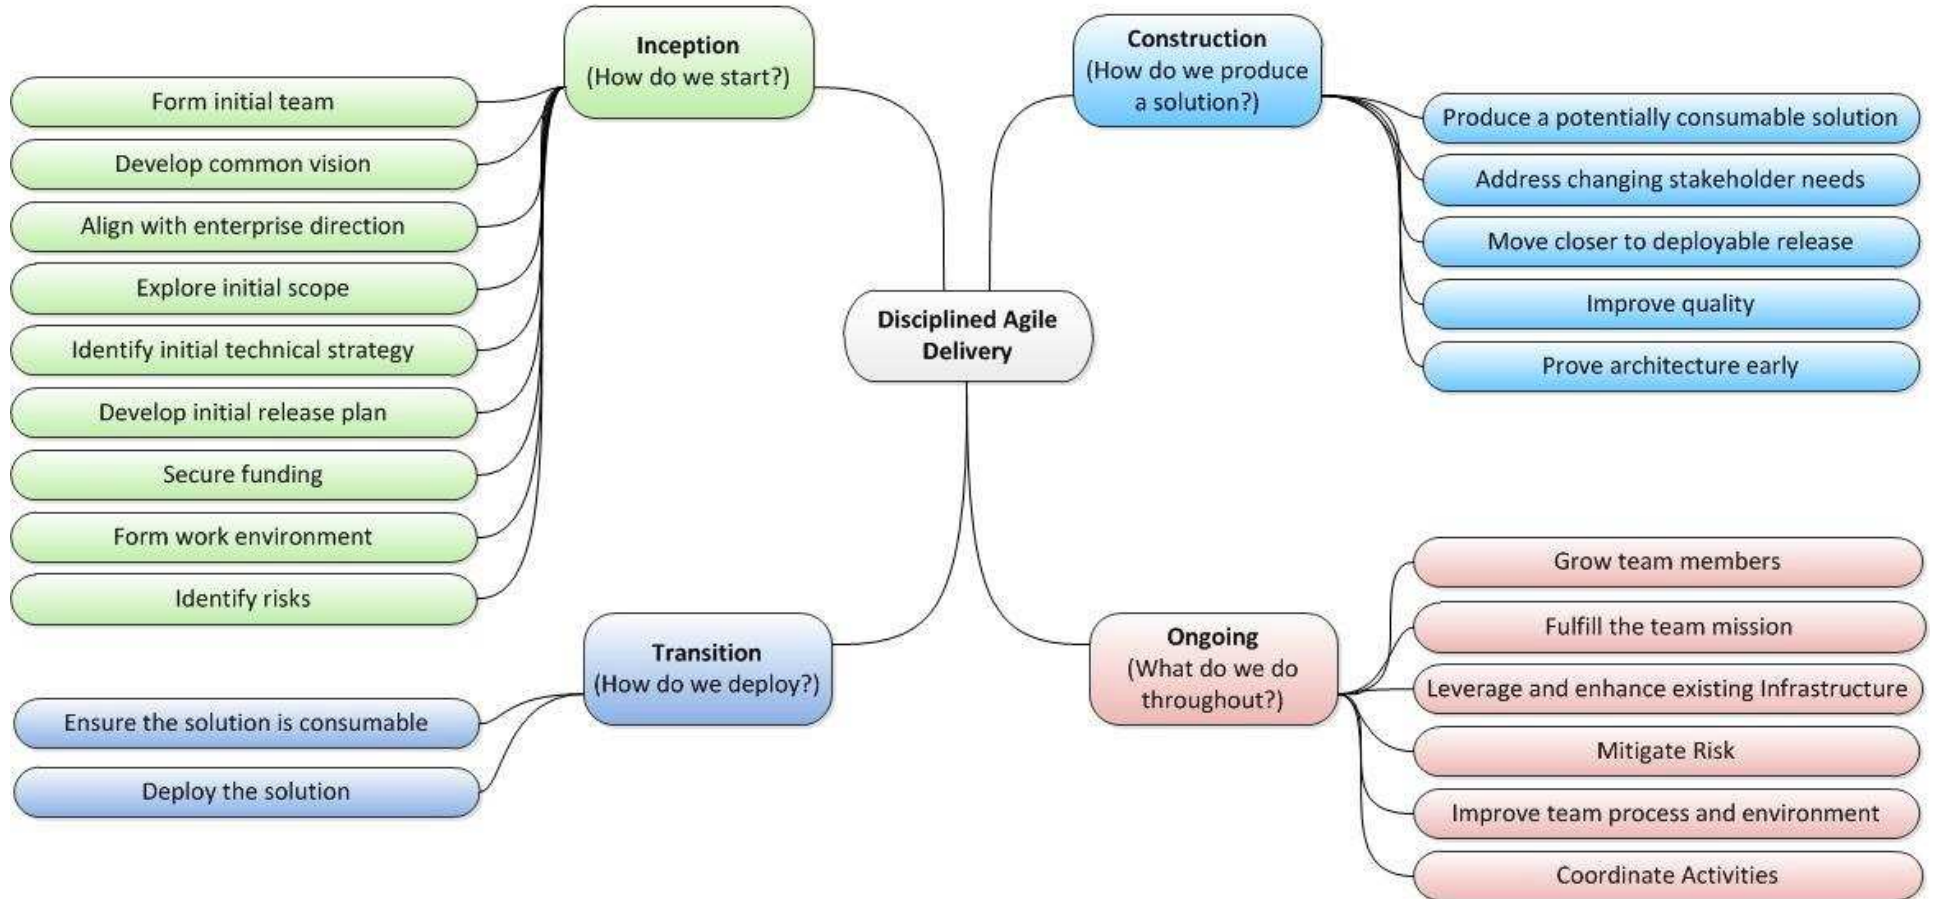 Inception
(How do we start?)
Form initial team
Develop common vision
Align with enterprise direction
Explore initial scope
Identify initial technical strategy
Develop initial release plan
Secure funding
Form work environment
Identify risks
Construction
(How do we produce
a solution?)
Produce a potentially consumable solution
Address changing stakeholder needs
Move closer to deployable release
Improve quality
Prove architecture early
Disciplined Agile
Delivery
Transition
(How do we deploy?)
Ensure the solution is consumable
Deploy the solution
Ongoing
(What do we do
throughout?)
Grow team members
Fulfill the team mission
Leverage and enhance existing Infrastructure
Mitigate Risk
Improve team process and environment
Coordinate Activities